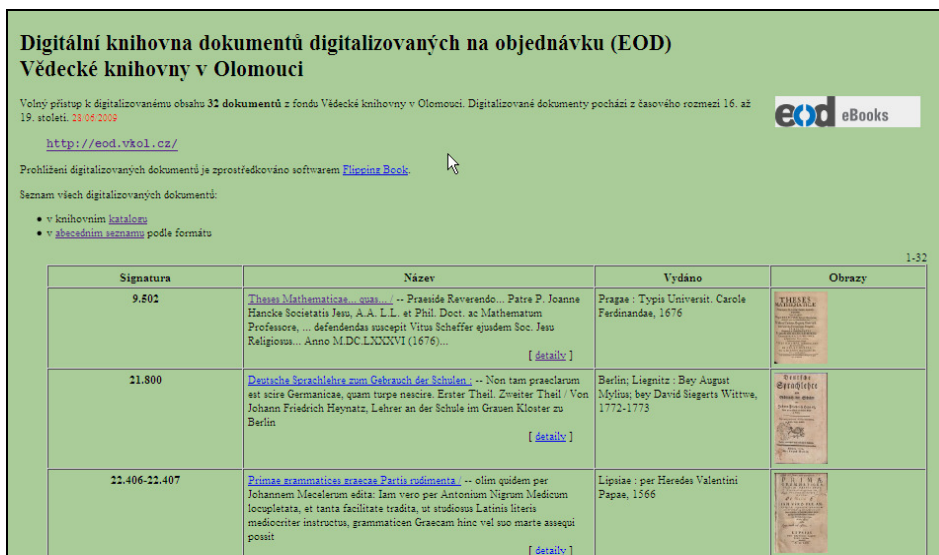 Digitální knihovna dokumentů digitalizovaných na objednávku (EOD)
Vědecké knihovny v Olomouci
Volný přístup k digitalizovanému obsahu 32 dokumentů z fondu Vědecké knihovny v Olomouci. Digitalizované dokumenty pochází z časového rozmezí 16. až
19. století. 28/06/2009
eod eBooks
http://eod.vkol.cz/
Prohlížení digitalizovaných dokumentů je zprostředkováno softwarem Flipping Book.
Seznam všech digitalizovaných dokumentů:
• v knihovním katalogu
• v abecedním seznamu podle formátu
1-32
Signatura Název Vydáno Obrazy
9.502
Theses Mathematicae... quas... / -- Praeside Reverendo... Patre P. Joanne
Hancke Societatis Jesu, A.A. L.L. et Phil. Doct. ac Mathematum
Professore, ... defendendas suscepit Vitus Scheffer ejusdem Soc. Jesu
Religiosus... Anno M.DC.LXXXVI (1676)...
[ detaily ]
Pragae : Typis Universit. Carole
Ferdinandae, 1676
THESES
MATHEMATICÆ
21.800
Deutsche Sprachlehre zum Gebrauch der Schulen : -- Non tam praeclarum
est scire Germanicae, quam turpe nescire. Erster Theil. Zweiter Theil / Von
Johann Friedrich Heynatz, Lehrer an der Schule im Grauen Kloster zu
Berlin
[ detaily ]
Berlin; Liegnitz : Bey August
Mylius; bey David Siegerts Wittwe,
1772-1773
Deutsche
Sprachlehre
22.406-22.407
Primae grammatices graecae Partis rudimenta / -- olim quidem per
Johannem Mecelerum edita: Iam vero per Antonium Nigrum Medicum
locupletata, et tanta facilitate tradita, ut studiosus Latinis literis
mediocriter instructus, grammaticen Graecam hinc vel suo marte assequi
possit
[ detaily ]
Lipsiae : per Heredes Valentini
Papae, 1566
PRIMÆ